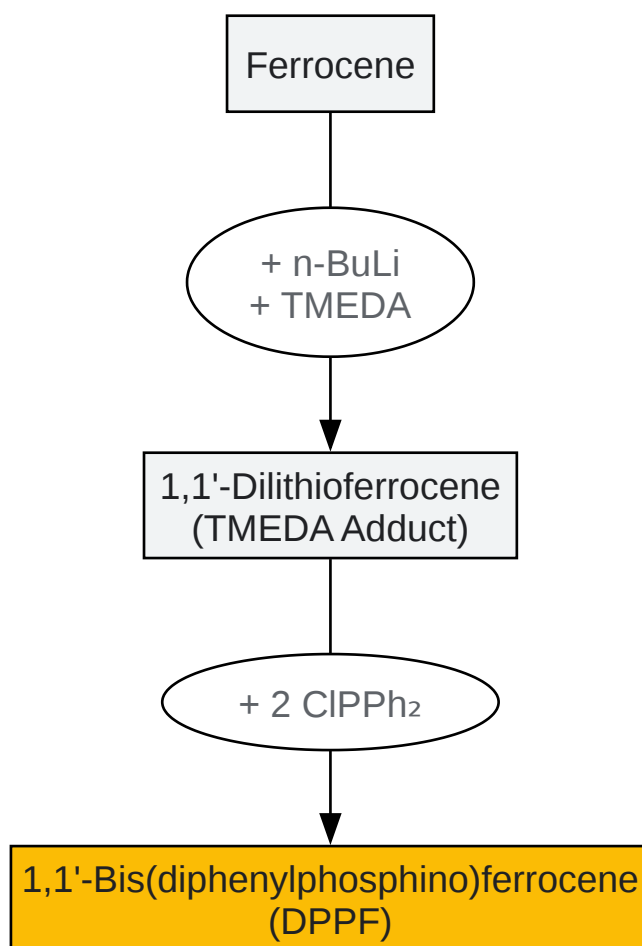 Ferrocene
+ n-BuLi
+ TMEDA
1,1'-Dilithioferrocene
(TMEDA Adduct)
+ 2 ClPPh₂
1,1'-Bis(diphenylphosphino)ferrocene
(DPPF)